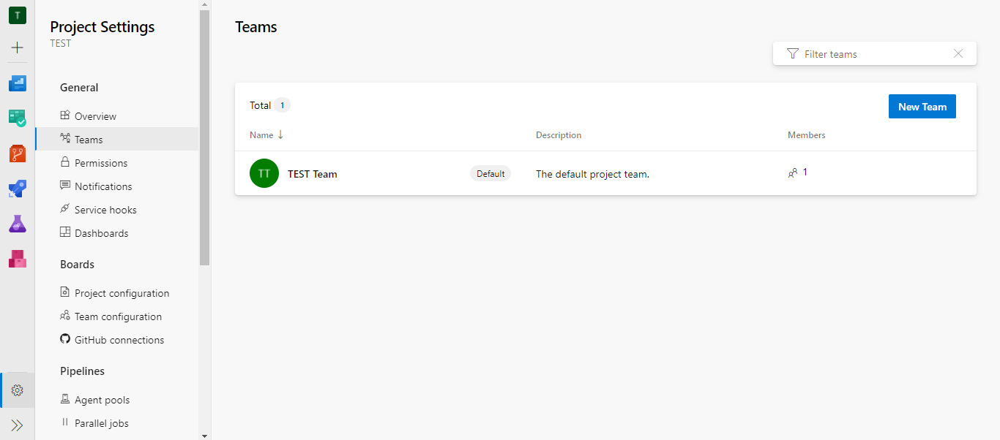 T
Project Settings
TEST
General
Overview
Teams
Permissions
Notifications
Service hooks
Dashboards
Boards
Project configuration
Team configuration
GitHub connections
Pipelines
Agent pools
Parallel jobs
Teams
Filter teams
Total 1
New Team
Name Description Members
TT TEST Team Default The default project team. 1